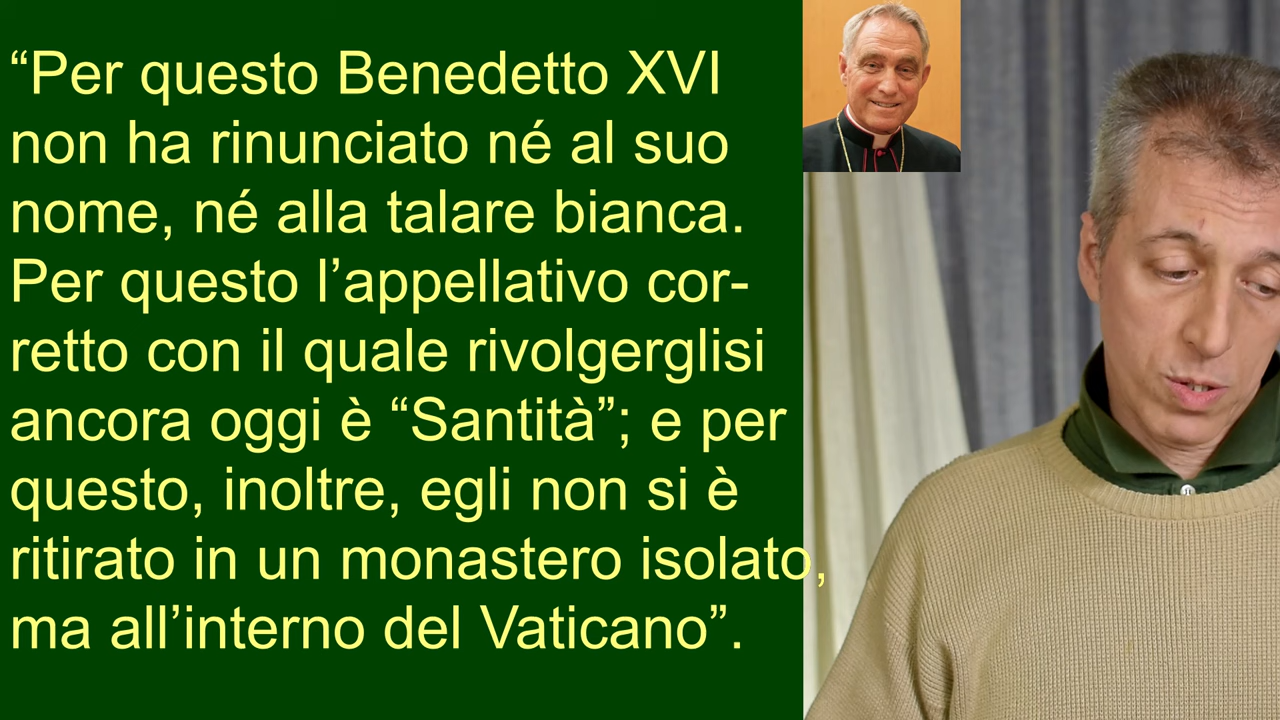 “Per questo Benedetto XVI
non ha rinunciato né al suo
nome, né alla talare bianca.
Per questo l’appellativo cor-
retto con il quale rivolgerglisi
ancora oggi è “Santità”; e per
questo, inoltre, egli non si è
ritirato in un monastero isolato,
ma all’interno del Vaticano”.